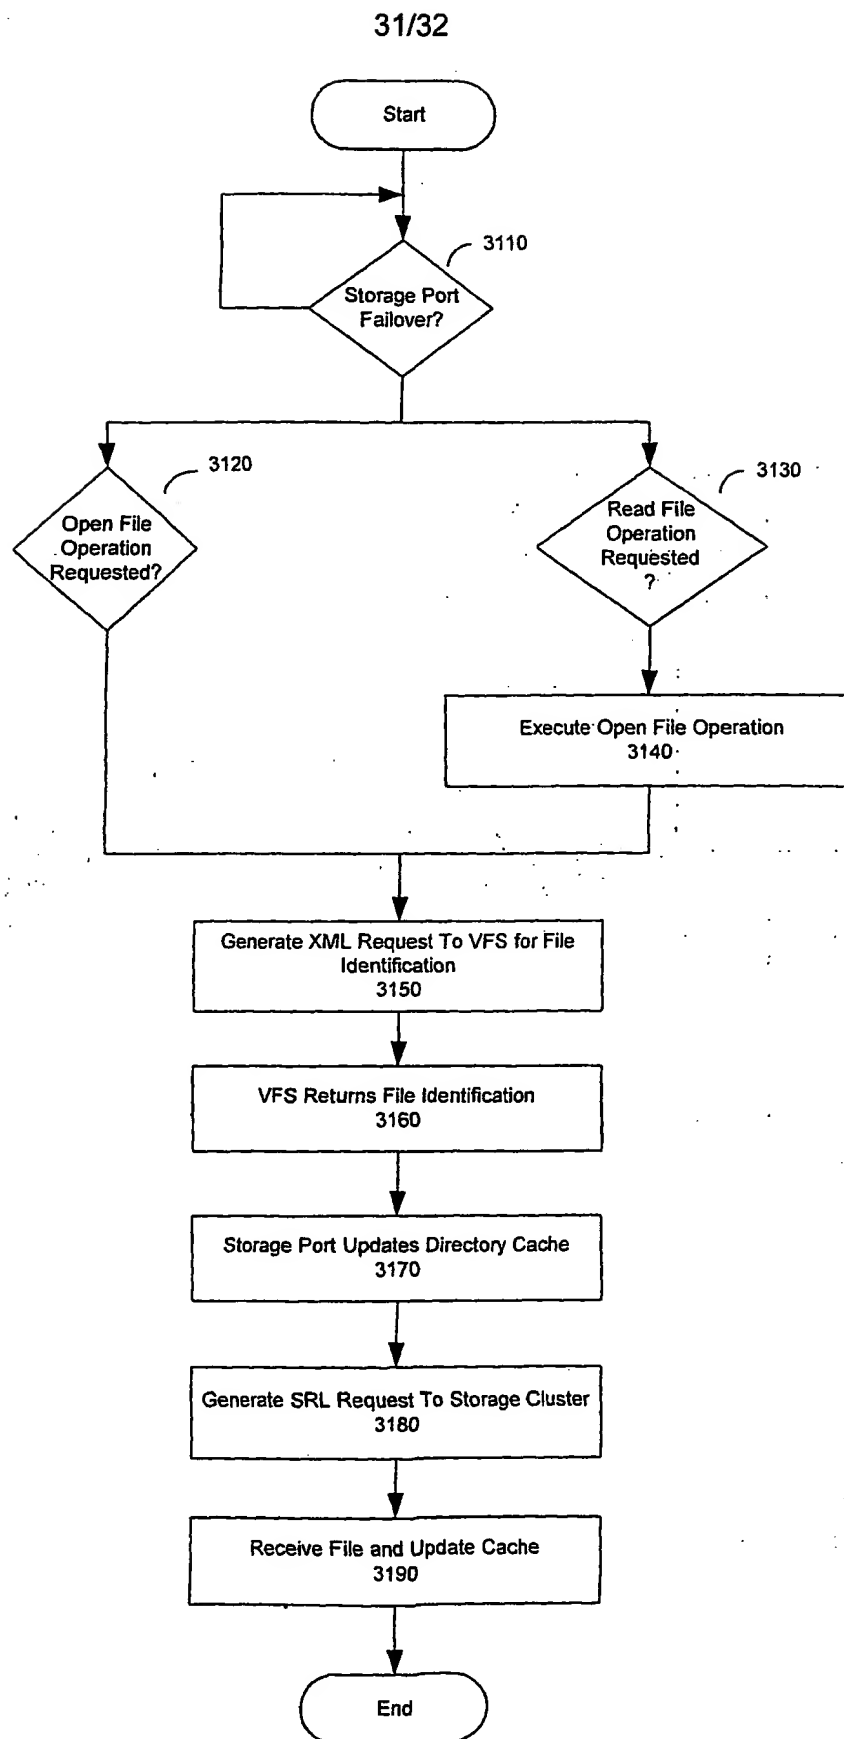 31/32
Start
3110
Storage Port
Failover?
3120
3130
Open File
Operation
Requested?
Read File
Operation
Requested
?
Execute Open File Operation
3140
Generate XML Request To VFS for File
Identification
3150
VFS Returns File Identification
3160
Storage Port Updates Directory Cache
3170
Generate SRL Request To Storage Cluster
3180
Receive File and Update Cache
3190
End